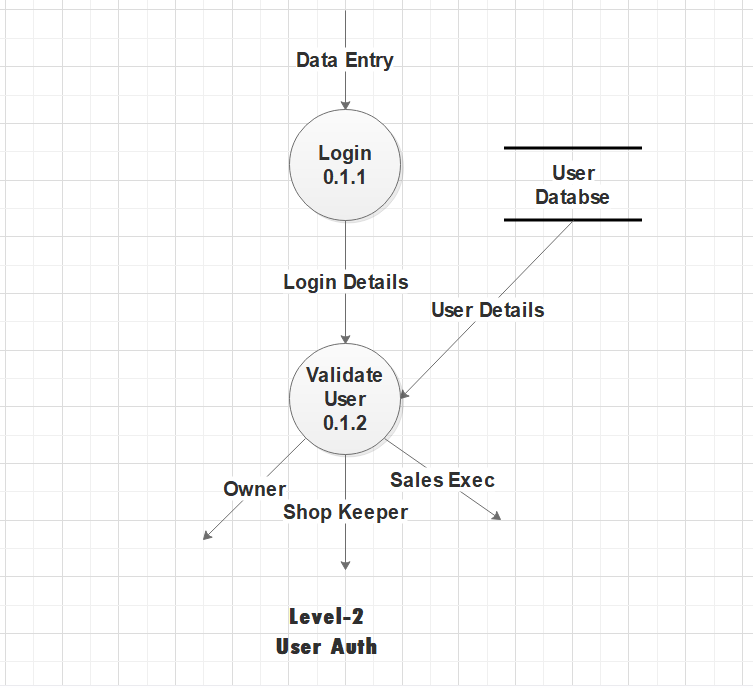 Data Entry
Login
0.1.1
User
Databse
Login Details
User Details
Validate
User
0.1.2
Sales Exec
Owner
Shop Keeper
Level-2
User Auth